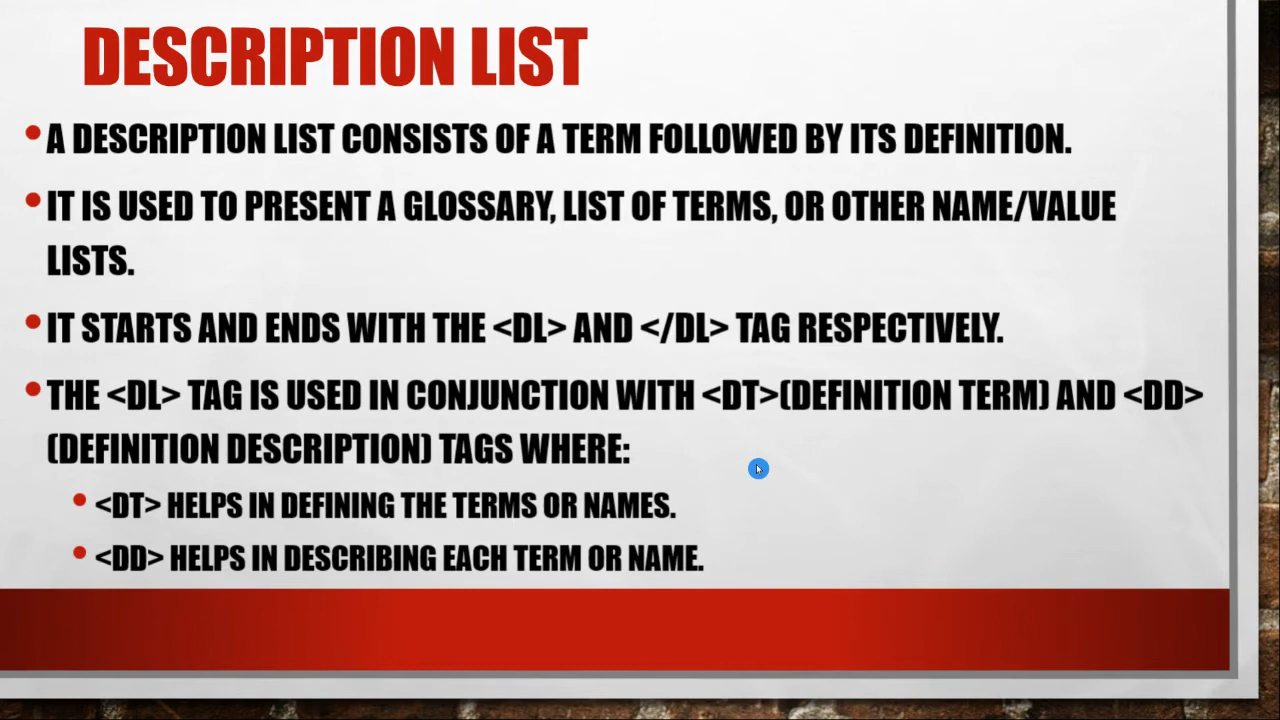 DESCRIPTION LIST
• A DESCRIPTION LIST CONSISTS OF A TERM FOLLOWED BY ITS DEFINITION.
• IT IS USED TO PRESENT A GLOSSARY, LIST OF TERMS, OR OTHER NAME/VALUE
LISTS.
• IT STARTS AND ENDS WITH THE <DL> AND </DL> TAG RESPECTIVELY.
• THE <DL> TAG IS USED IN CONJUNCTION WITH <DT>(DEFINITION TERM) AND <DD>
(DEFINITION DESCRIPTION) TAGS WHERE:
• <DT> HELPS IN DEFINING THE TERMS OR NAMES.
• <DD> HELPS IN DESCRIBING EACH TERM OR NAME.